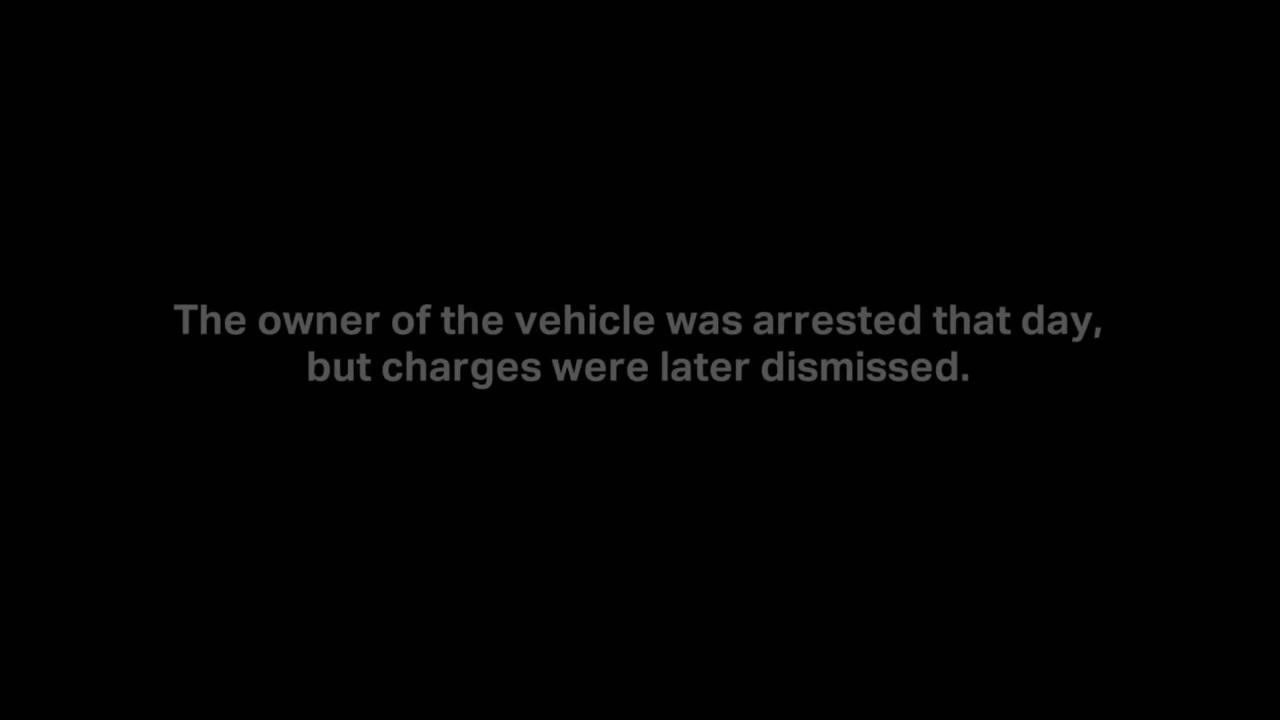 The owner of the vehicle was arrested that day,
but charges were later dismissed.